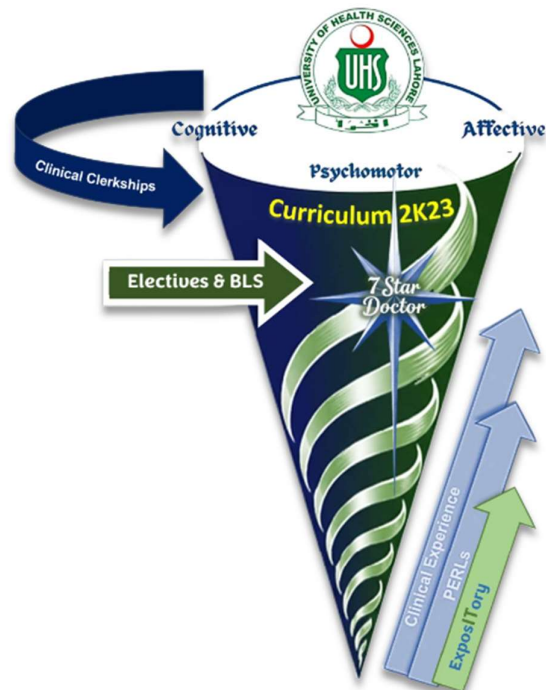 UNIVERSITY OF HEALTH SCIENCES LAHORE
UHS
اقرأ
Cognitive
Affective
Psychomotor
Clinical Clerkships
Curriculum 2K23
Electives & BLS
7 Star
Doctor
Clinical Experience
PERLs
ExposITory